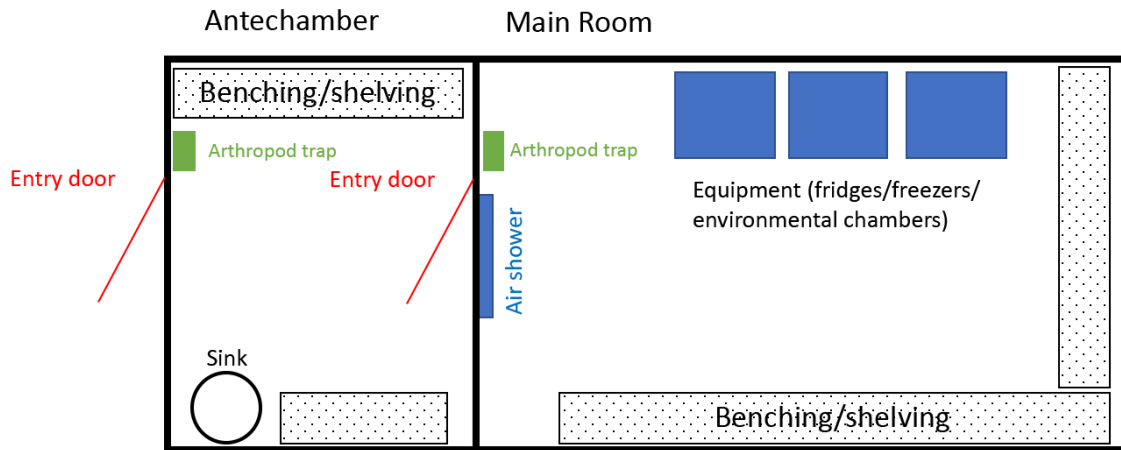 Antechamber
Main Room
Benching/shelving
Arthropod trap
Arthropod trap
Entry door
Entry door
Equipment (fridges/freezers/
environmental chambers)
Air shower
Sink
Benching/shelving